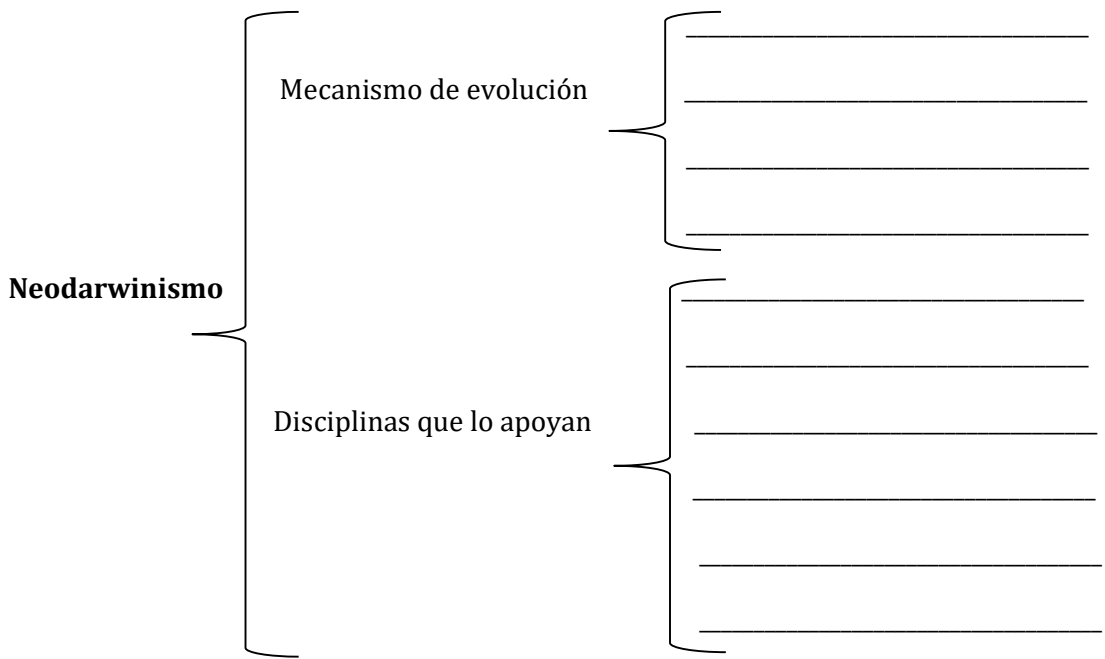 Mecanismo de evolución
Neodarwinismo
Disciplinas que lo apoyan